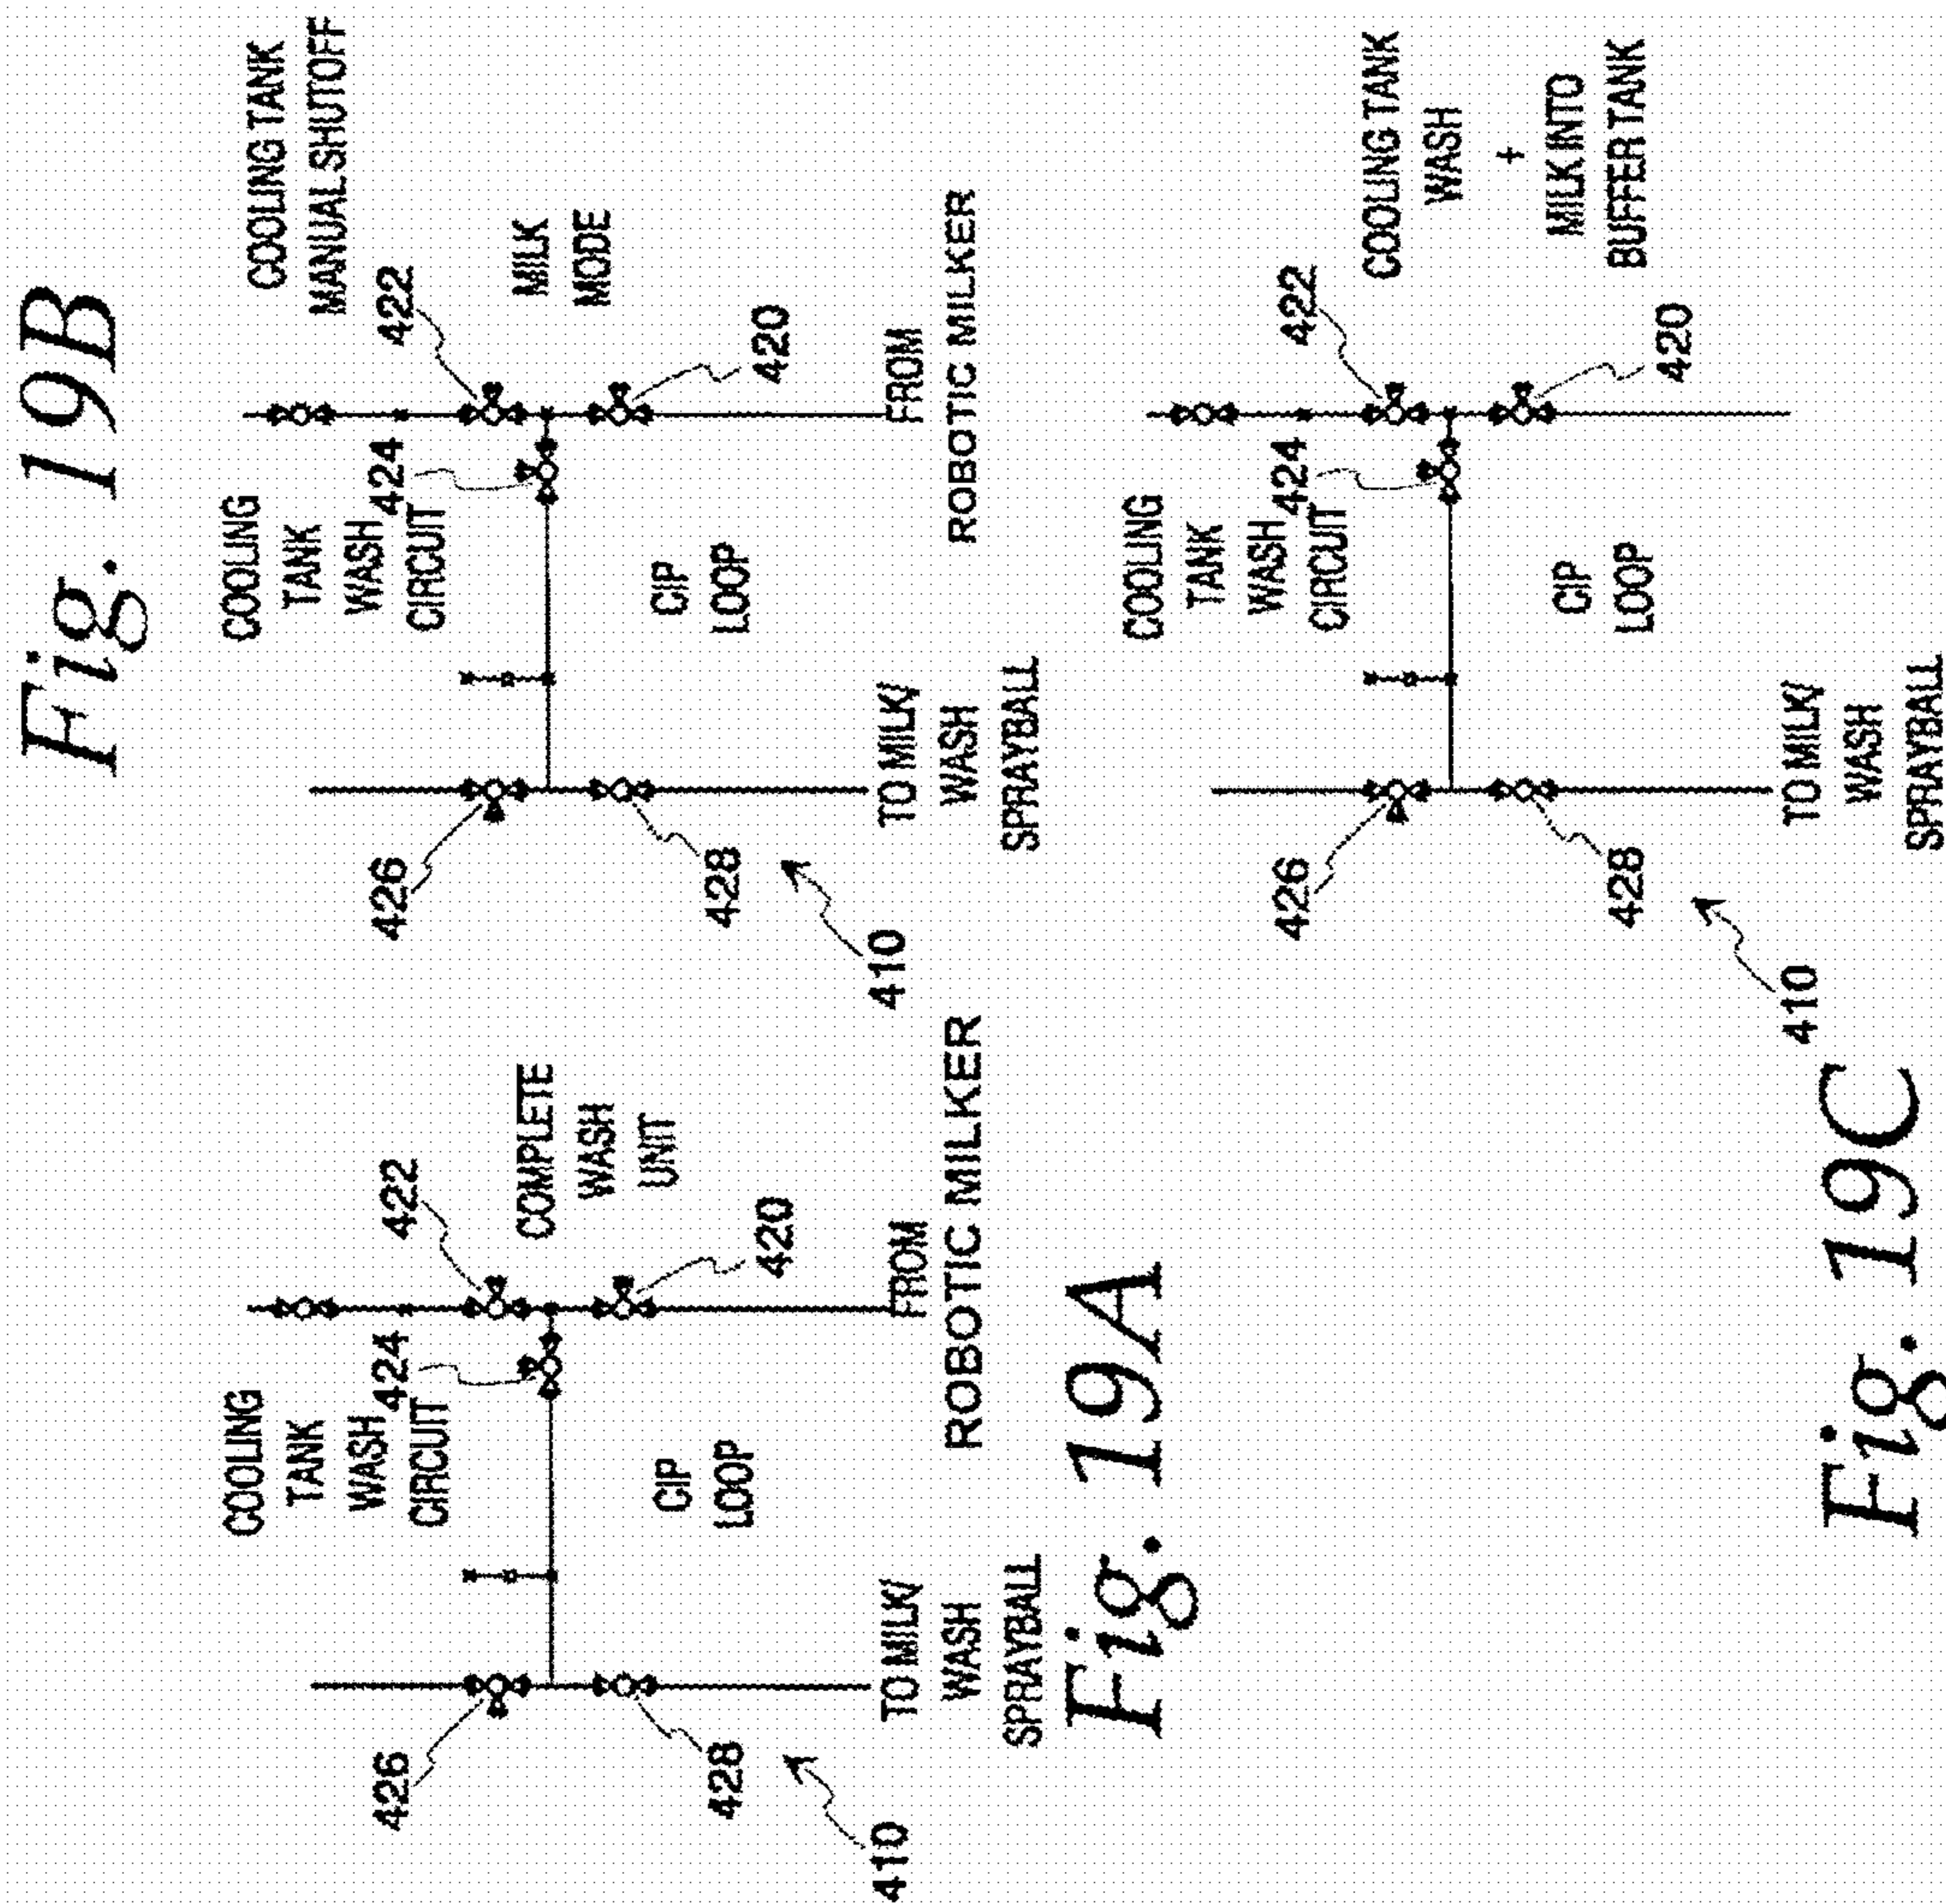 COOLING
TANK
WASH
CIRCUIT
424
422
426
COMPLETE
WASH
UNIT
CIP
LOOP
420
428
410
TO MILK/
WASH
SPRAYBALL
FROM
ROBOTIC MILKER
Fig. 19A
Fig. 19B
COOLING TANK
MANUAL SHUTOFF
COOLING
TANK
WASH
CIRCUIT
424
422
426
MILK
MODE
CIP
LOOP
420
428
410
TO MILK/
WASH
SPRAYBALL
FROM
ROBOTIC MILKER
COOLING
TANK
WASH
CIRCUIT
424
422
426
COOLING TANK
WASH
+
MILK INTO
BUFFER TANK
CIP
LOOP
420
428
410
TO MILK/
WASH
SPRAYBALL
Fig. 19C